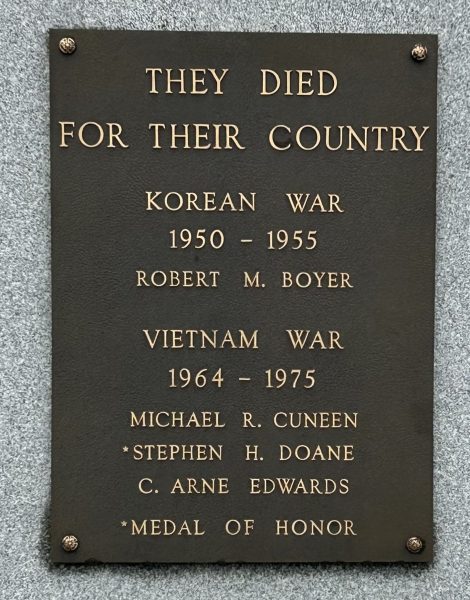 THEY DIED
FOR THEIR COUNTRY
KOREAN WAR
1950 - 1955
ROBERT M. BOYER
VIETNAM WAR
1964 - 1975
MICHAEL R. CUNEEN
*STEPHEN H. DOANE
C. ARNE EDWARDS
*MEDAL OF HONOR